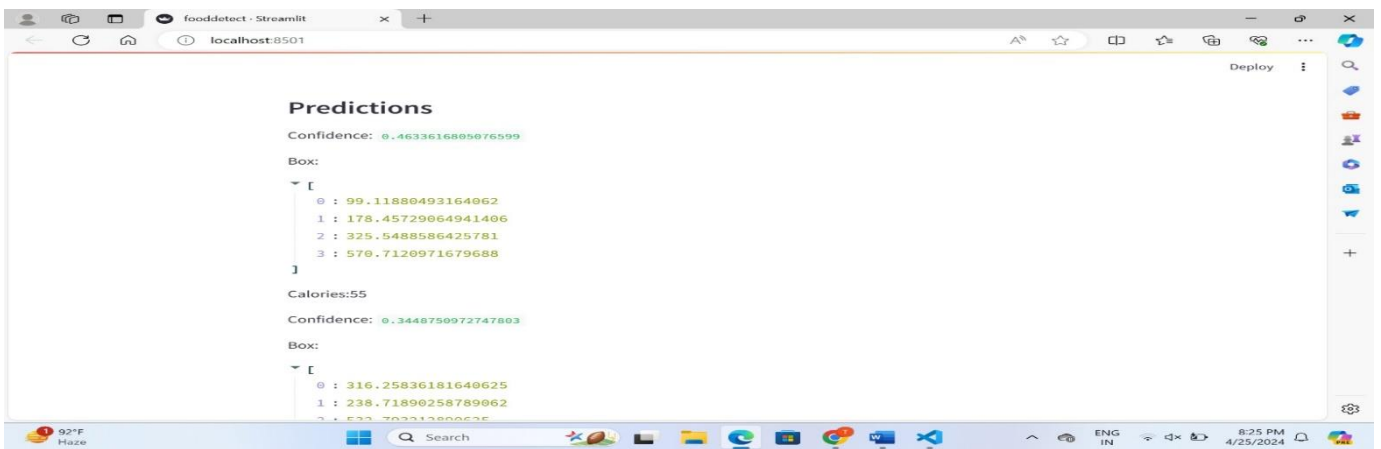 fooddetect · Streamlit
localhost:8501
Deploy
Predictions
Confidence: 0.4633616805076599
Box:
[
0 : 99.11880493164062
1 : 178.45729064941406
2 : 325.5488586425781
3 : 570.7120971679688
]
Calories:55
Confidence: 0.3448750972747803
Box:
[
0 : 316.25836181640625
1 : 238.71890258789062
1
92°F
Haze
Search
ENG
IN
8:25 PM
4/25/2024